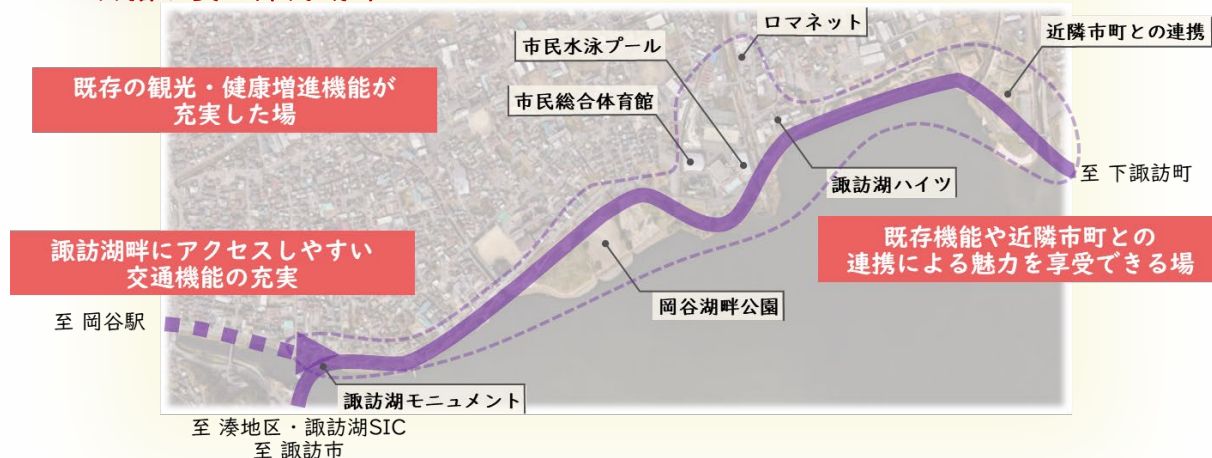 ロマネット
近隣市町との連携
市民水泳プール
既存の観光・健康増進機能が
充実した場
市民総合体育館
諏訪湖ハイツ
至 下諏訪町
諏訪湖畔にアクセスしやすい
交通機能の充実
既存機能や近隣市町との
連携による魅力を享受できる場
岡谷湖畔公園
至 岡谷駅
諏訪湖モニュメント
至 湊地区・諏訪湖SIC
至 諏訪市